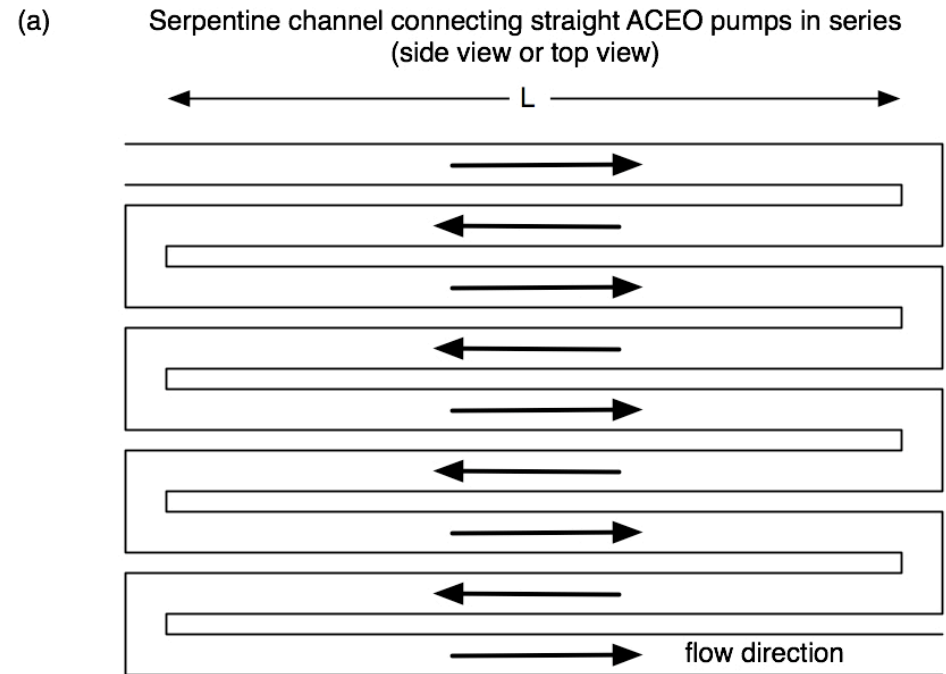 (a) Serpentine channel connecting straight ACEO pumps in series
(side view or top view)
L
flow direction